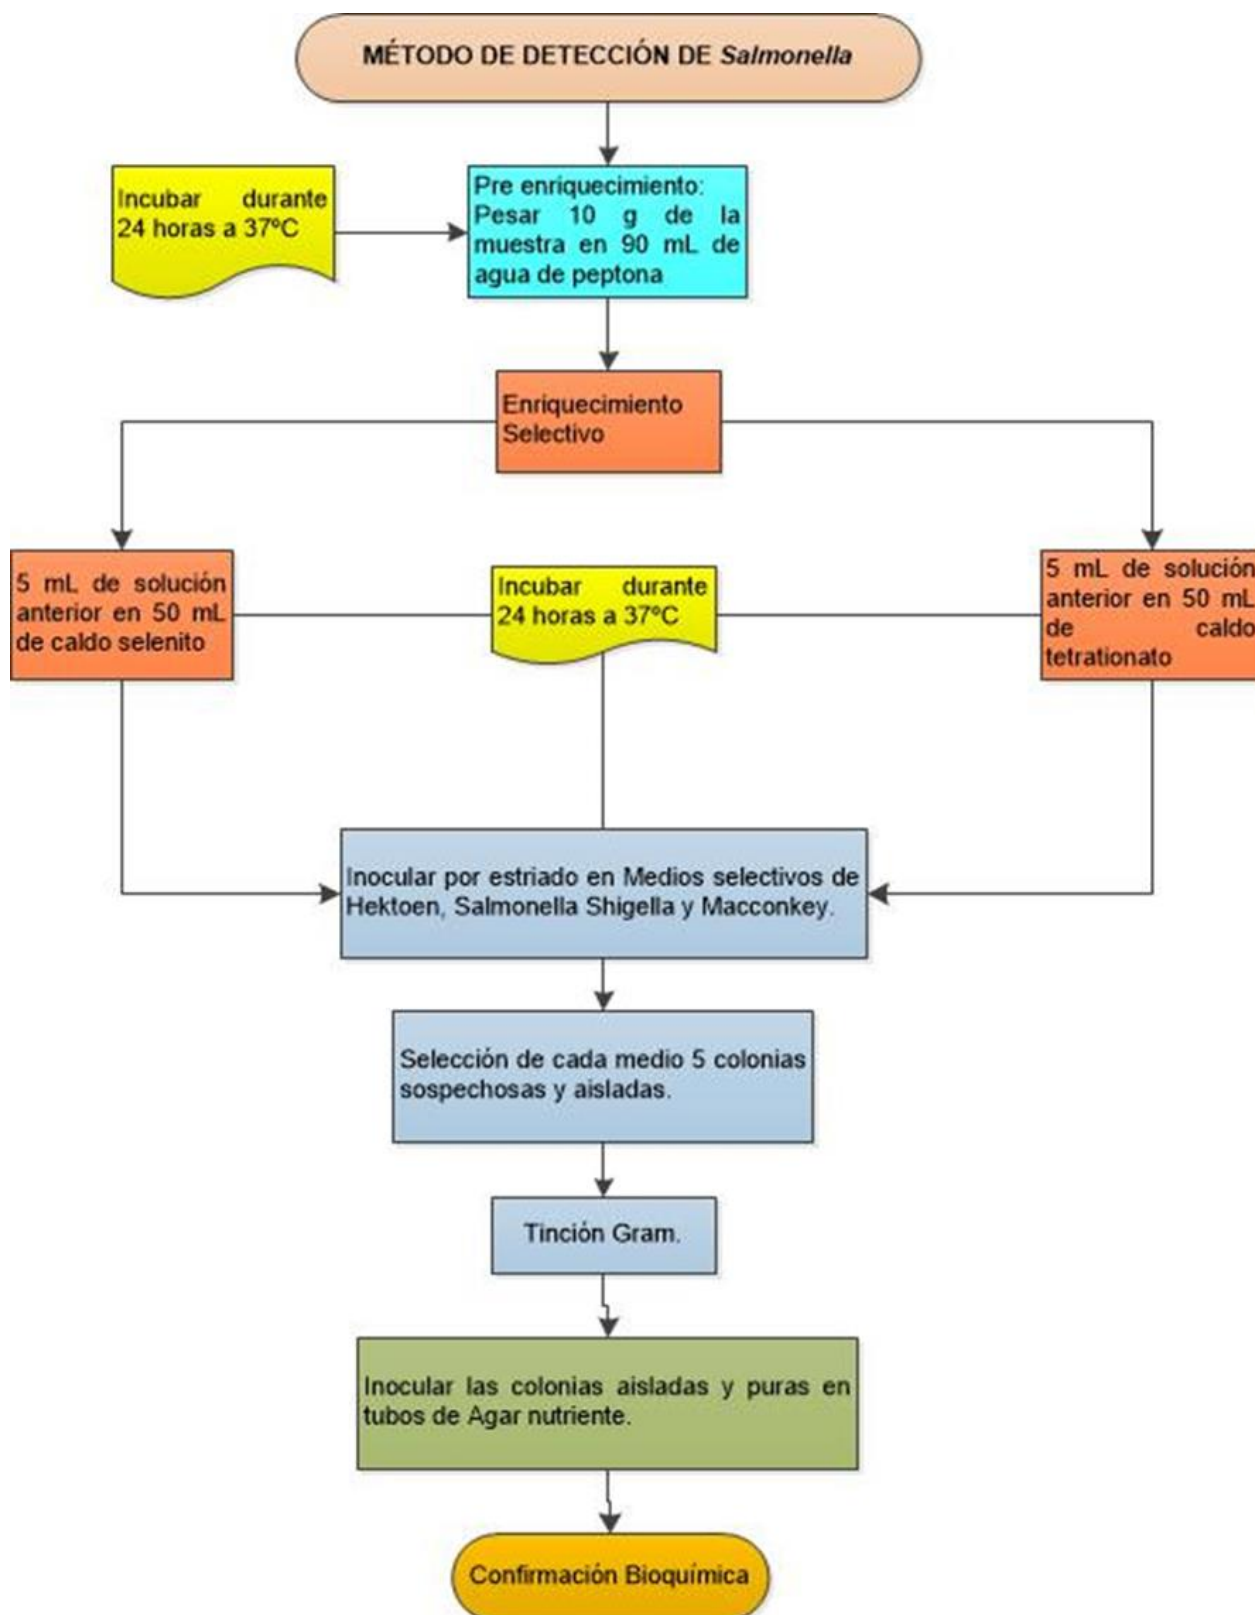 MÉTODO DE DETECCIÓN DE Salmonella
Incubar durante
24 horas a 37ºC
Pre enriquecimiento:
Pesar 10 g de la
muestra en 90 mL de
agua de peptona
Enriquecimiento
Selectivo
5 mL de solución
anterior en 50 mL
de caldo selenito
Incubar durante
24 horas a 37ºC
5 mL de solución
anterior en 50 mL
de caldo
tetrationato
Inocular por estriado en Medios selectivos de
Hektoen, Salmonella Shigella y Macconkey.
Selección de cada medio 5 colonias
sospechosas y aisladas.
Tinción Gram.
Inocular las colonias aisladas y puras en
tubos de Agar nutriente.
Confirmación Bioquímica